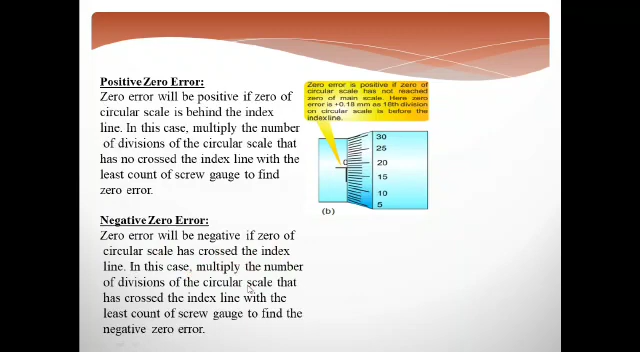 Positive Zero Error:
Zero error will be positive if zero of
circular scale is behind the index
line. In this case, multiply the number
of divisions of the circular scale that
has no crossed the index line with the
least count of screw gauge to find
zero error.
Negative Zero Error:
Zero error will be negative if zero of
circular scale has crossed the index
line. In this case, multiply the number
of divisions of the circular scale that
has crossed the index line with the
least count of screw gauge to find the
negative zero error.
Zero error is positive if zero of
circular scale has not reached
zero of main scale. Here zero
error is +0.18 mm as 18th division
on circular scale is before the
index line.
0
30
25
20
15
10
5
(b)